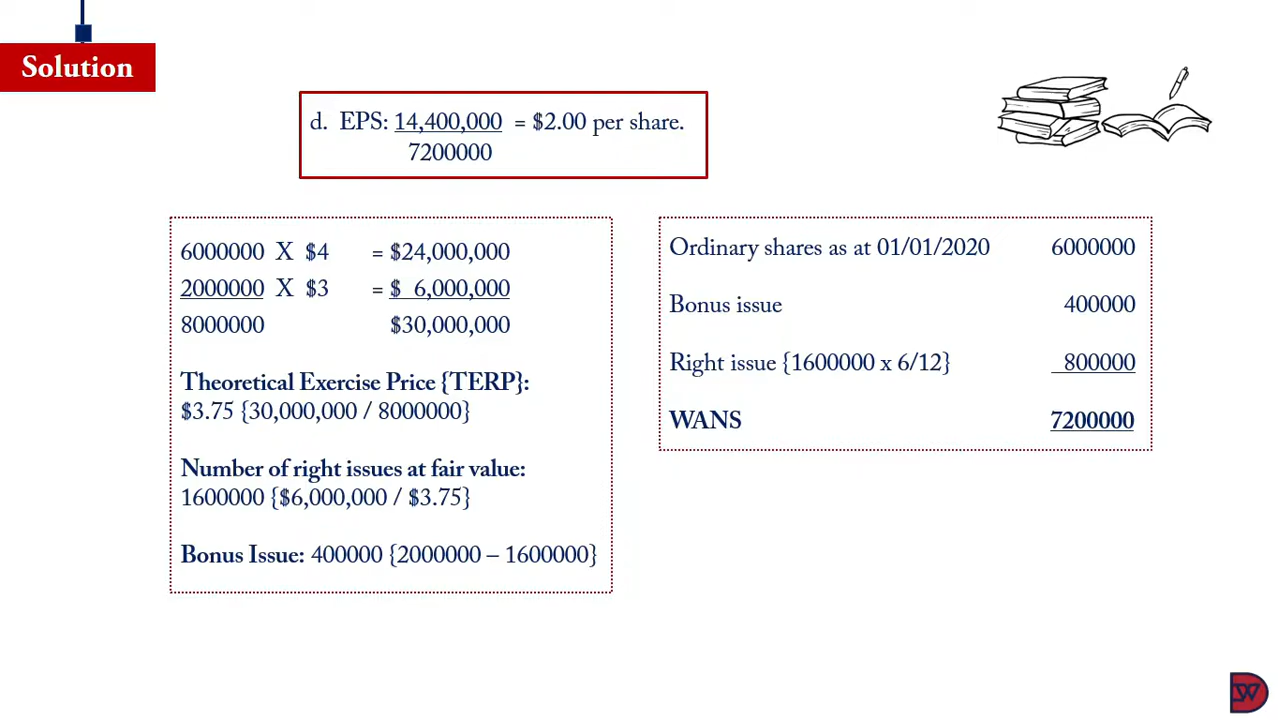 Solution
d. EPS: 14,400,000 = $2.00 per share.
7200000
6000000 X $4 = $24,000,000
2000000 X $3 = $ 6,000,000
8000000 $30,000,000
Theoretical Exercise Price {TERP}:
$3.75 {30,000,000 / 8000000}
Number of right issues at fair value:
1600000 {$6,000,000 / $3.75}
Bonus Issue: 400000 {2000000 – 1600000}
Ordinary shares as at 01/01/2020 6000000
Bonus issue 400000
Right issue {1600000 x 6/12} 800000
WANS 7200000
DW